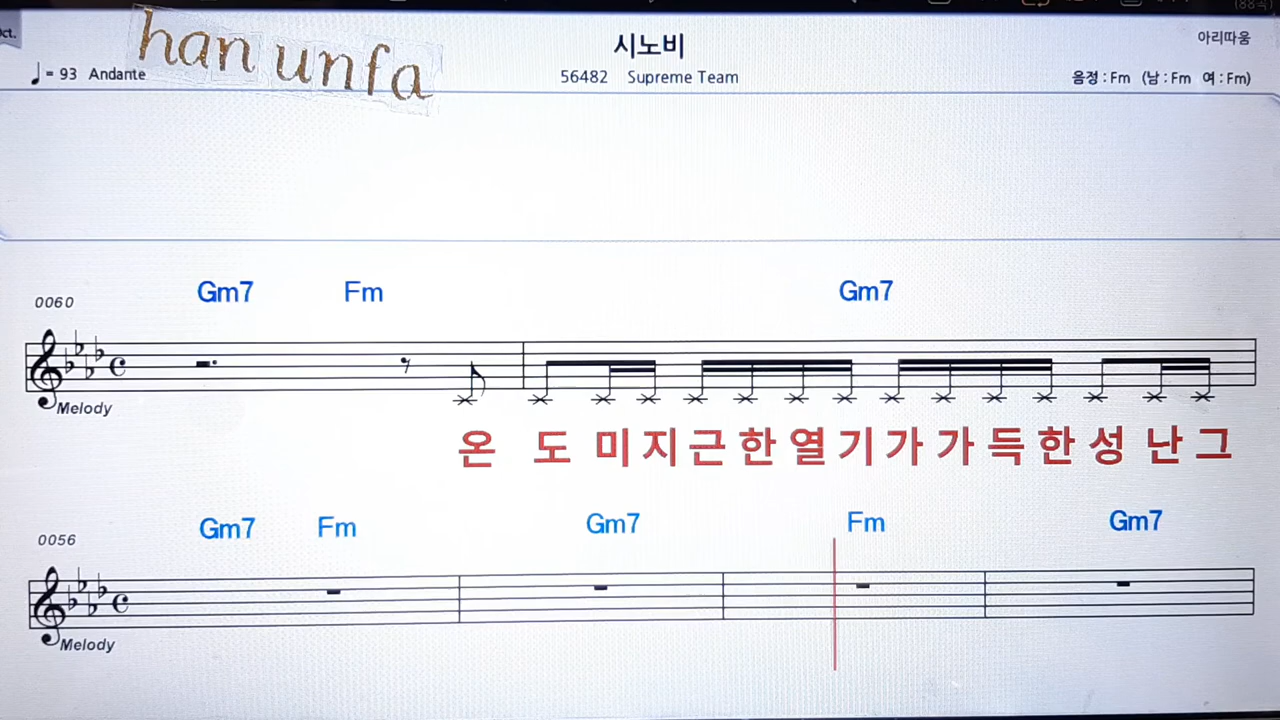 ct.
han unfa
시노비
아리따움
= 93 Andante
56482 Supreme Team
음정 : Fm (남 : Fm 여 : Fm)
Gm7 Fm Gm7
0060
Melody
온 도 미 지 근 한 열 기 가 가 득 한 성 난 그
Gm7 Fm Gm7 Fm Gm7
0056
Melody